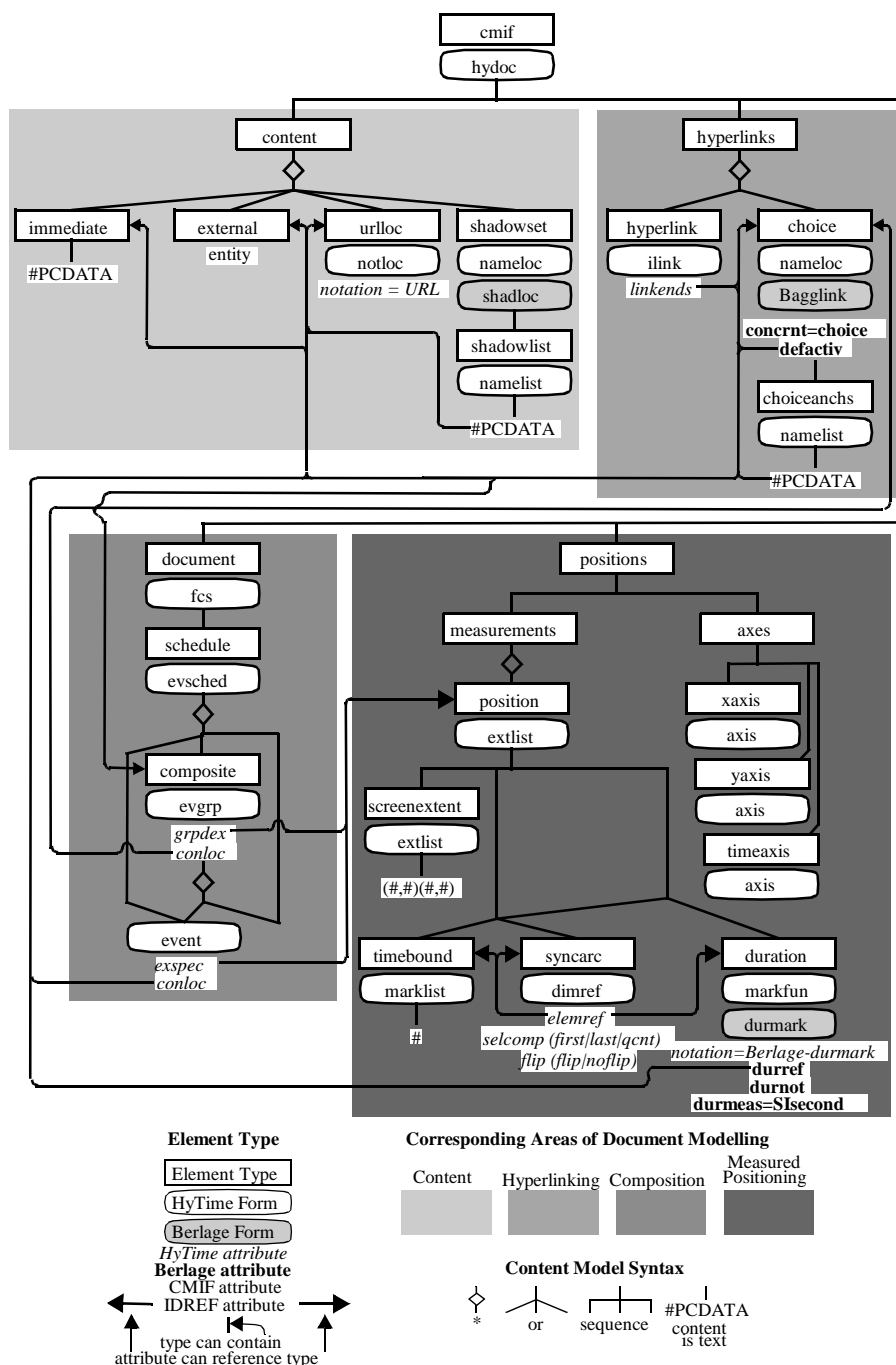 cmif
hydoc
content
hyperlinks
immediate
external
urlloc
shadowset
hyperlink
choice
#PCDATA
entity
notloc
nameloc
ilink
nameloc
notation = URL
shadloc
linkends
Bagglink
shadowlist
concrnt=choice
defactiv
namelist
choiceanchs
#PCDATA
namelist
#PCDATA
document
positions
fcs
schedule
measurements
axes
evsched
position
xaxis
extlist
axis
composite
yaxis
evgrp
screenextent
axis
grpdex
conloc
extlist
timeaxis
(#,#)(#,#)
axis
event
timebound
syncarc
duration
exspec
conloc
marklist
dimref
markfun
#
elemref
durmark
selcomp (first|last|qcnt)
flip (flip|noflip)
notation=Berlage-durmark
durref
durnot
durmeas=SIsecond
Element Type
Element Type
HyTime Form
Berlage Form
HyTime attribute
Berlage attribute
CMIF attribute
IDREF attribute
type can contain
attribute can reference type
Corresponding Areas of Document Modelling
Content
Hyperlinking
Composition
Measured
Positioning
Content Model Syntax
*
or
sequence
#PCDATA
content
is text